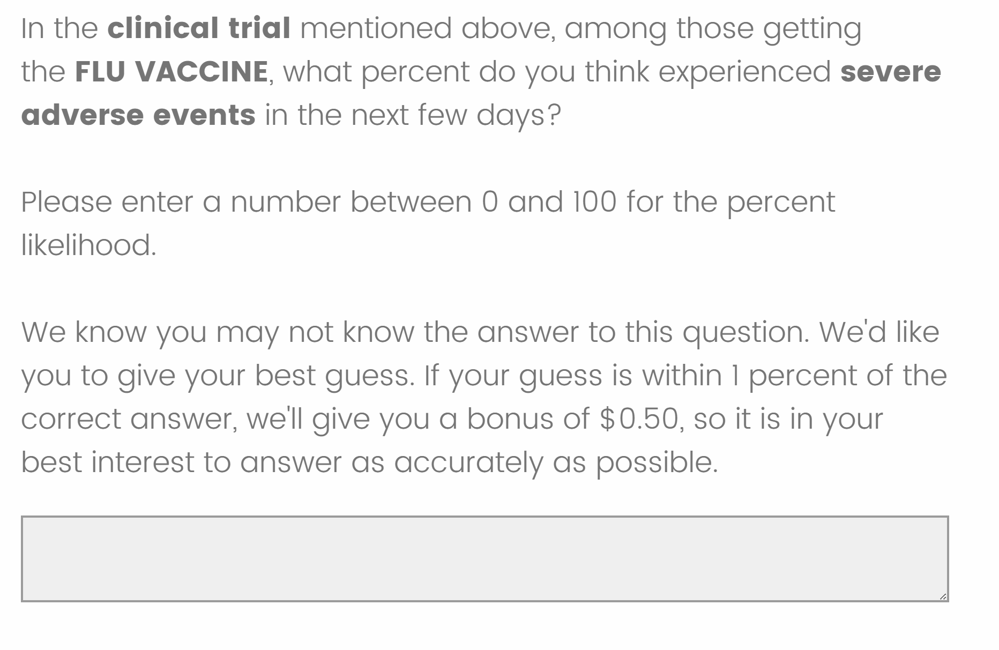 In the clinical trial mentioned above, among those getting
the FLU VACCINE, what percent do you think experienced severe
adverse events in the next few days?
Please enter a number between 0 and 100 for the percent
likelihood.
We know you may not know the answer to this question. We'd like
you to give your best guess. If your guess is within 1 percent of the
correct answer, we'll give you a bonus of $0.50, so it is in your
best interest to answer as accurately as possible.